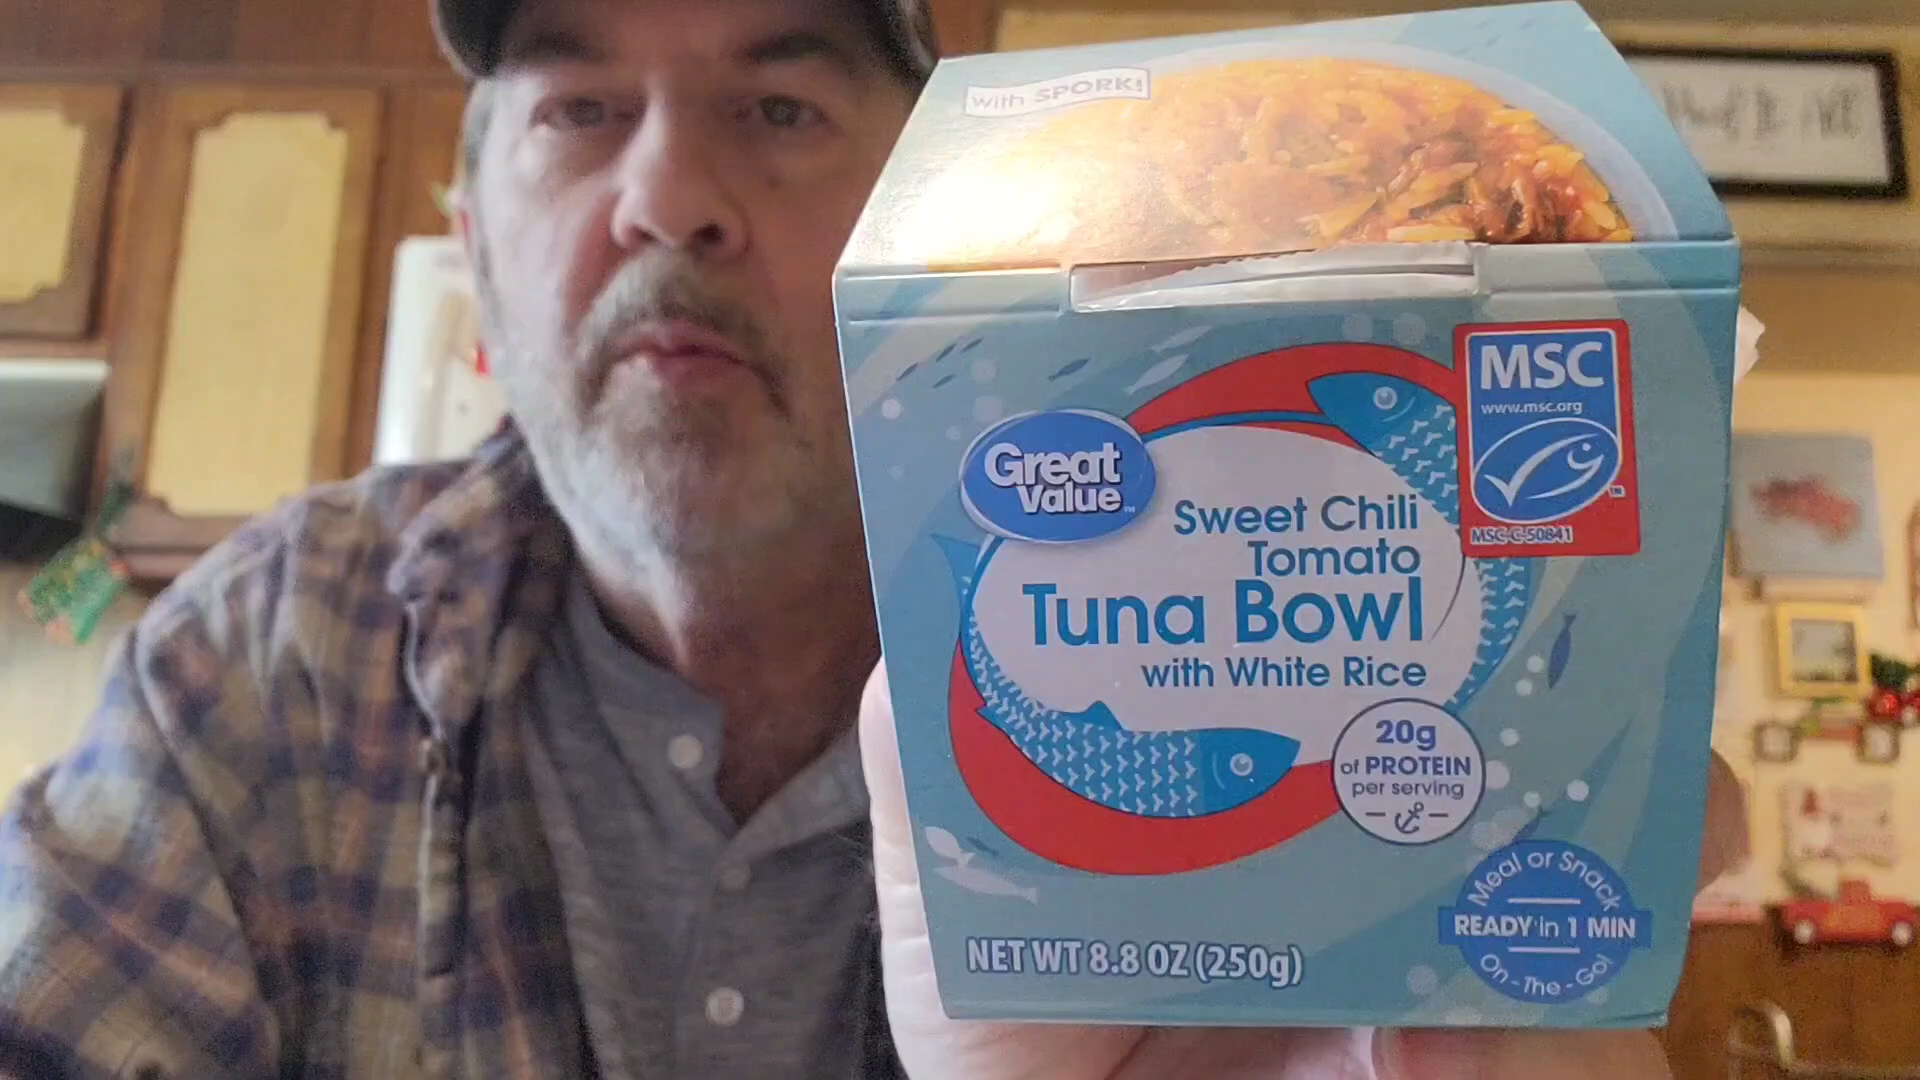 with SPORK!
MSC
www.msc.org
TM
MSC-C-50841
Great
Value
TM
Sweet Chili
Tomato
Tuna Bowl
with White Rice
20g
of PROTEIN
per serving
Meal or Snack
READY in 1 MIN
On-The-Go!
NET WT 8.8 OZ (250g)